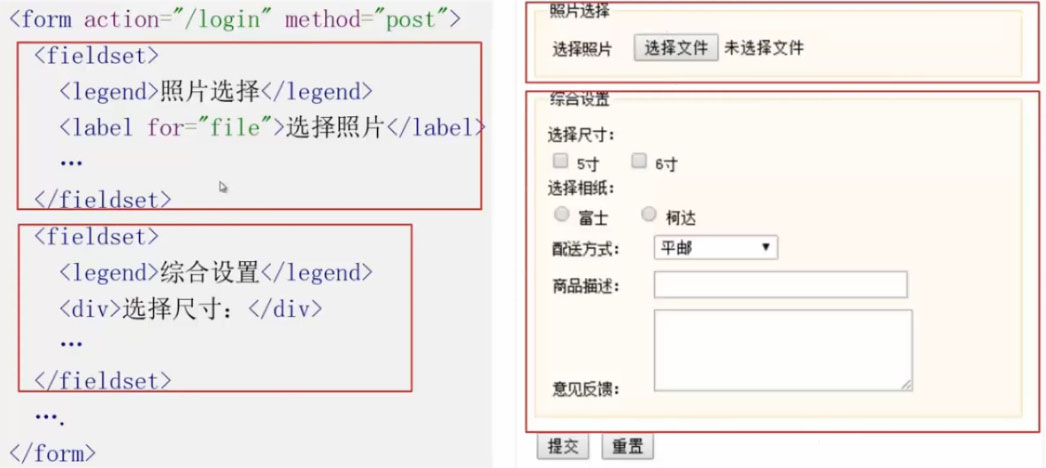 <form action="/login" method="post">
<fieldset>
<legend>照片选择</legend>
<label for="file">选择照片</label>
…
</fieldset>
<fieldset>
<legend>综合设置</legend>
<div>选择尺寸：</div>
…
</fieldset>
….
</form>
照片选择
选择照片 选择文件 未选择文件
综合设置
选择尺寸：
5寸 6寸
选择相纸：
富士 柯达
配送方式： 平邮
商品描述：
意见反馈：
提交 重置